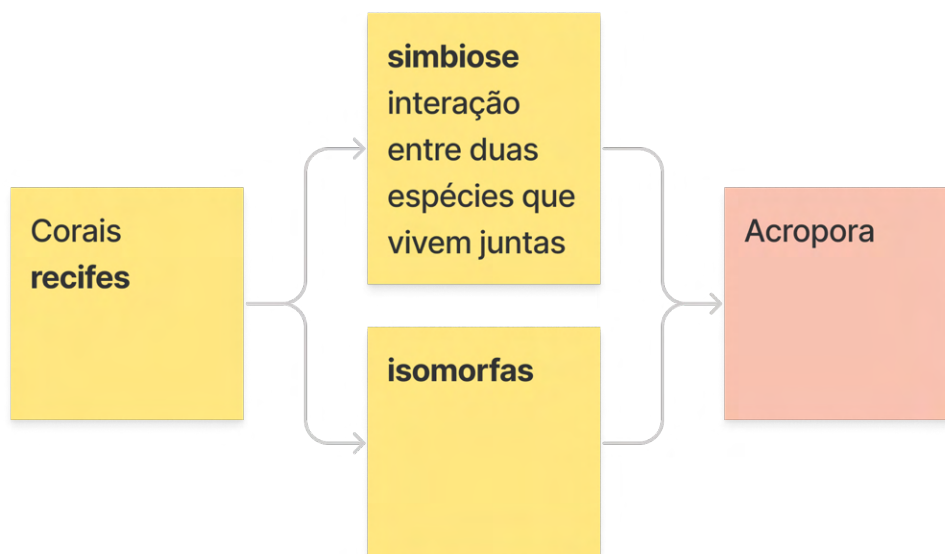 Corais
recifes
simbiose
interação
entre duas
espécies que
vivem juntas
isomorfas
Acropora